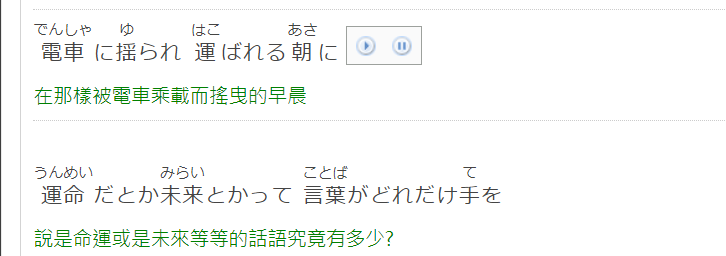 でんしゃ ゆ はこ あさ
電車 に揺られ 運ばれる朝に
在那樣被電車乘載而搖曳的早晨
うんめい みらい ことば て
運命 だとか未来とかって 言葉がどれだけ手を
說是命運或是未來等等的話語究竟有多少?